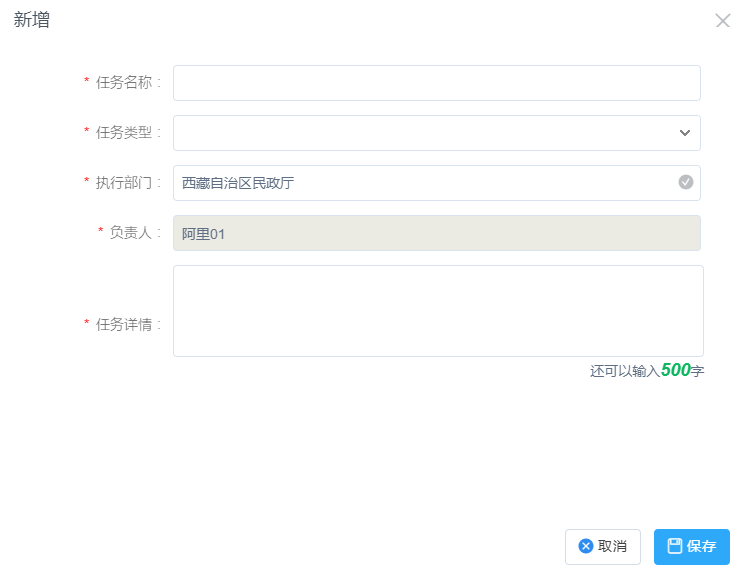 新增
* 任务名称：
* 任务类型：
* 执行部门： 西藏自治区民政厅
* 负责人： 阿里01
* 任务详情：
还可以输入500字
取消 保存